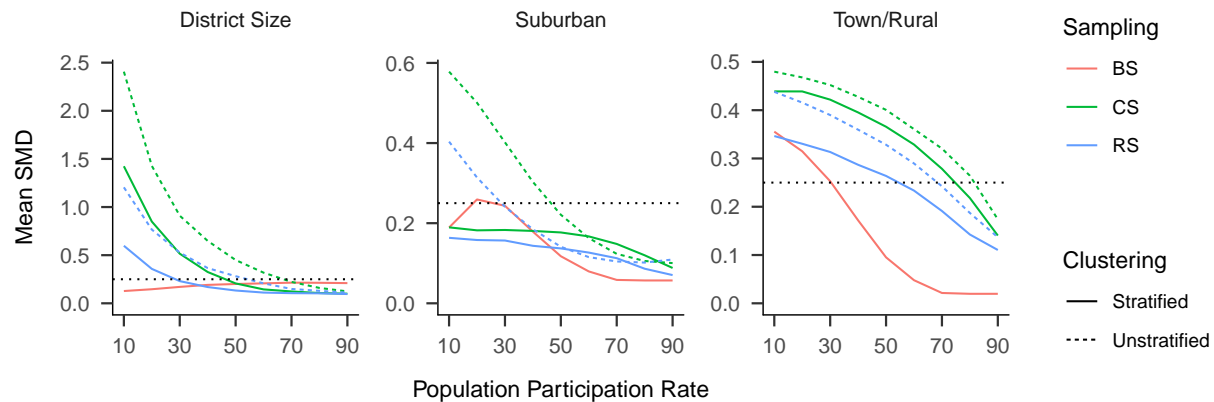 District Size
Suburban
Town/Rural
Mean SMD
2.5
2.0
1.5
1.0
0.5
0.0
10 30 50 70 90
0.6
0.4
0.2
0.0
10 30 50 70 90
0.5
0.4
0.3
0.2
0.1
0.0
10 30 50 70 90
Population Participation Rate
Sampling
BS
CS
RS
Clustering
Stratified
Unstratified